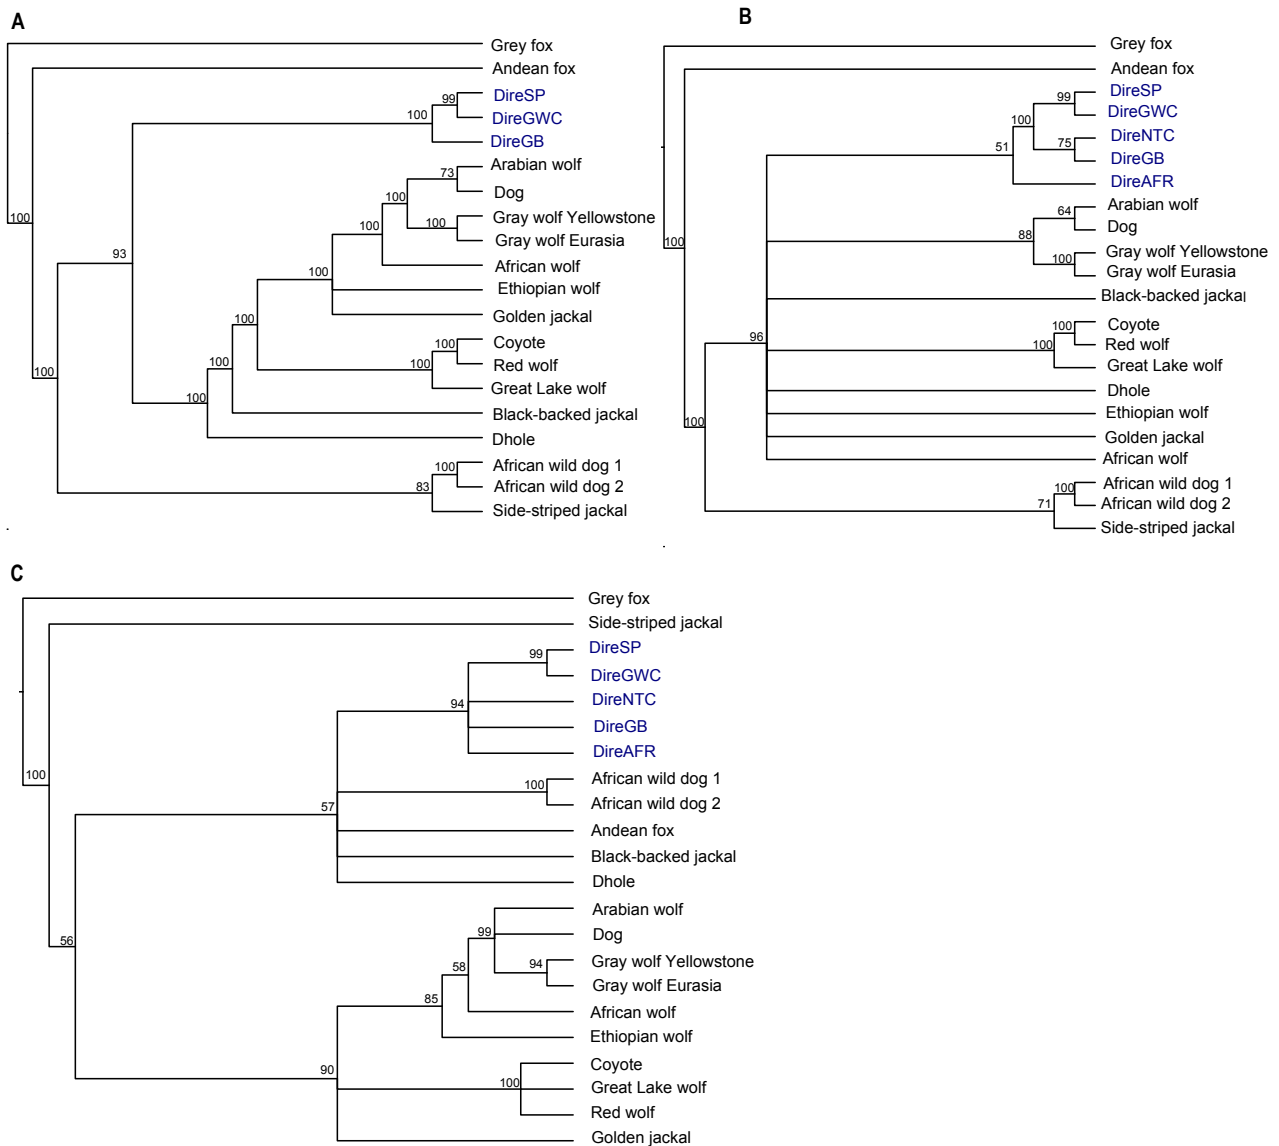 A
Grey fox
Andean fox
99
DireSP
100
DireGWC
DireGB
Arabian wolf
73
Dog
100
Gray wolf Yellowstone
100
100
Gray wolf Eurasia
100
93
African wolf
100
Ethiopian wolf
Golden jackal
100
Coyote
100
100
Red wolf
100
100
Great Lake wolf
100
100
Black-backed jackal
Dhole
African wild dog 1
100
African wild dog 2
83
Side-striped jackal
B
Grey fox
Andean fox
DireSP
99
DireGWC
100
DireNTC
51
75
DireGB
DireAFR
Arabian wolf
64
Dog
88
100
Gray wolf Yellowstone
100
Gray wolf Eurasia
Black-backed jackal
Coyote
100
96
100
Red wolf
Great Lake wolf
Dhole
Ethiopian wolf
100
Golden jackal
African wolf
African wild dog 1
100
African wild dog 2
71
Side-striped jackal
C
Grey fox
Side-striped jackal
DireSP
99
DireGWC
94
DireNTC
DireGB
DireAFR
100
African wild dog 1
100
African wild dog 2
57
Andean fox
Black-backed jackal
Dhole
Arabian wolf
99
Dog
56
58
94
Gray wolf Yellowstone
Gray wolf Eurasia
85
African wolf
Ethiopian wolf
Coyote
90
100
Great Lake wolf
Red wolf
Golden jackal